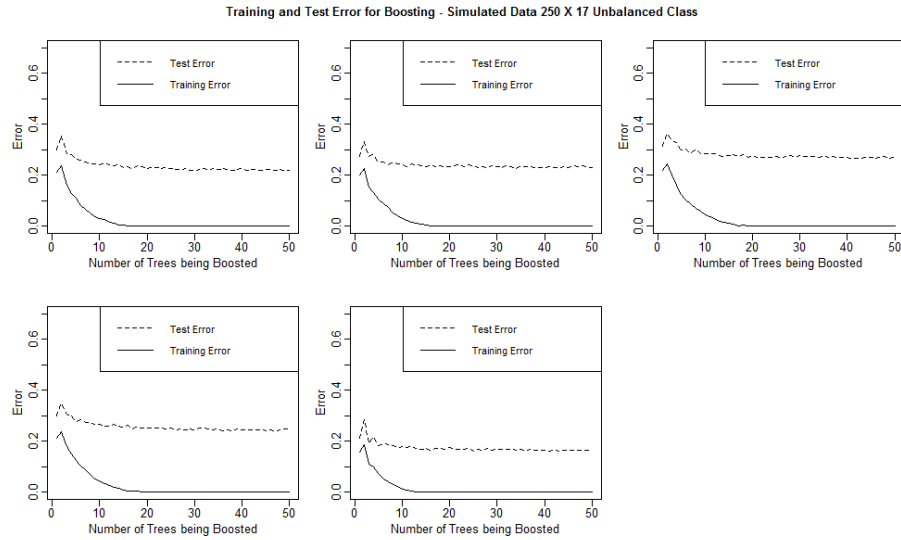 Training and Test Error for Boosting - Simulated Data 250 X 17 Unbalanced Class
Test Error
Training Error
Error
0.0 0.2 0.4 0.6
0 10 20 30 40 50
Number of Trees being Boosted
Test Error
Training Error
Error
0.0 0.2 0.4 0.6
0 10 20 30 40 50
Number of Trees being Boosted
Test Error
Training Error
Error
0.0 0.2 0.4 0.6
0 10 20 30 40 50
Number of Trees being Boosted
Test Error
Training Error
Error
0.0 0.2 0.4 0.6
0 10 20 30 40 50
Number of Trees being Boosted
Test Error
Training Error
Error
0.0 0.2 0.4 0.6
0 10 20 30 40 50
Number of Trees being Boosted